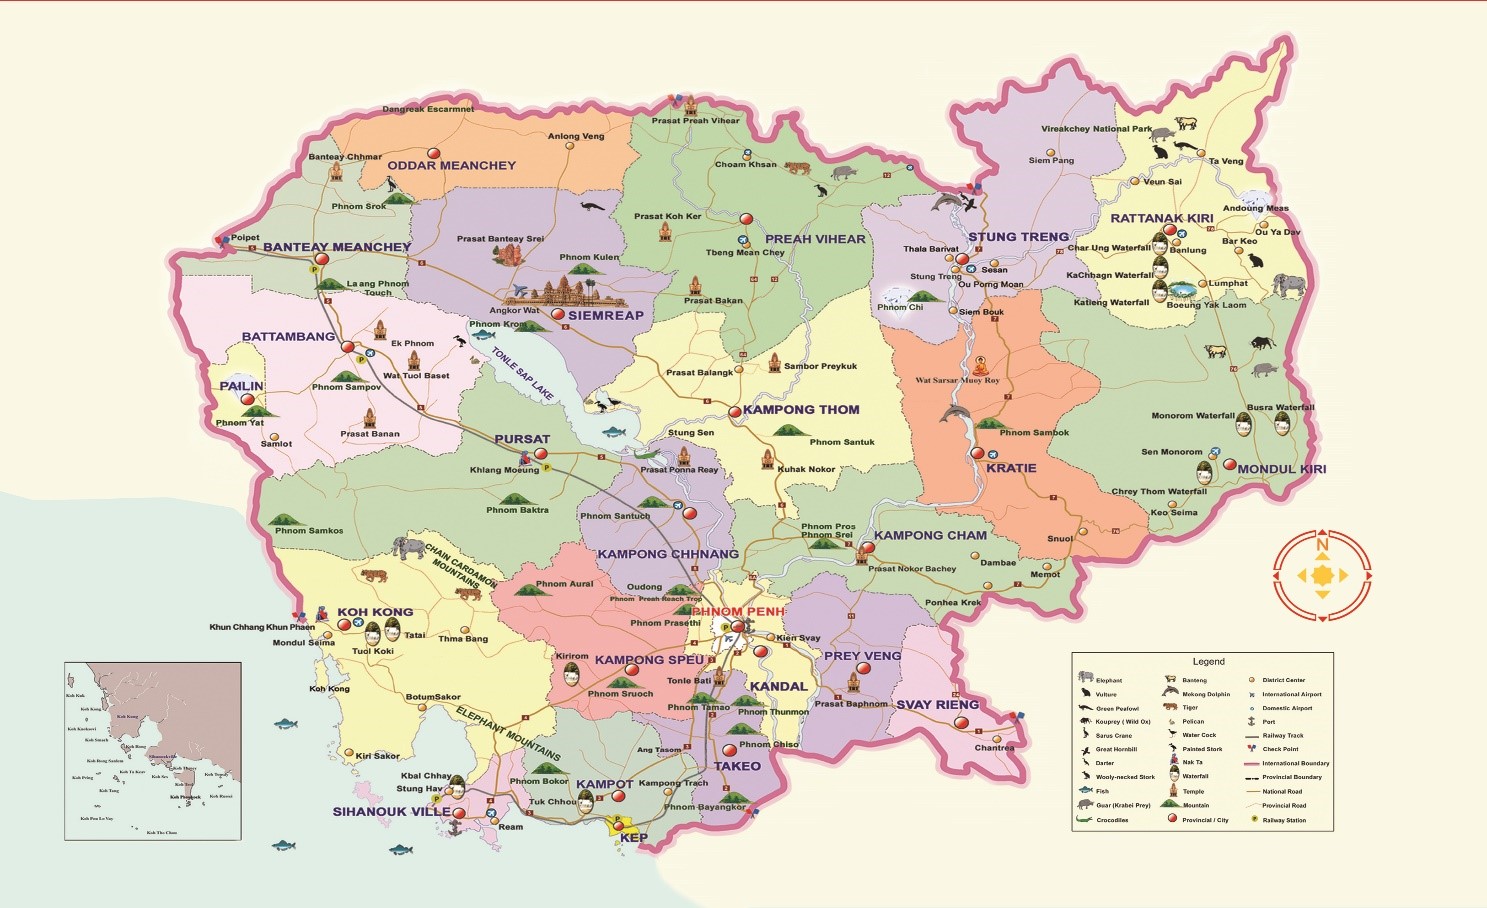 Dangreak Escarmnet
Prasat Preah Vihear
Anlong Veng
Banteay Chhmar
ODDAR MEANCHEY
Choam Khsan
Vireakchey National Park
Siem Pang
Ta Veng
Veun Sai
Phnom Srok
Andoung Meas
Prasat Koh Ker
RATTANAK KIRI
Ou Ya Dav
Poipet
BANTEAY MEANCHEY
Prasat Banteay Srei
PREAH VIHEAR
STUNG TRENG
Thala Barivat
Char Ung Waterfall
Banlung
Bar Keo
Tbeng Mean Chey
Phnom Kulen
Stung Treng
Sesan
KaChhagn Waterfall
La ang Phnom
Touch
Ou Porng Moan
Lumphat
Prasat Bakan
Angkor Wat
Phnom Chi
Siem Bouk
Katieng Waterfall
Boeung Yak Laom
SIEMREAP
Phnom Krom
BATTAMBANG
Ek Phnom
TONLE SAP LAKE
Wat Tuol Baset
Prasat Balangk
Sambor Preykuk
Wat Sarsar Muoy Roy
PAILIN
Phnom Sampov
KAMPONG THOM
Monorom Waterfall
Busra Waterfall
Phnom Yat
Prasat Banan
Stung Sen
Phnom Santuk
Phnom Sambok
Samlot
PURSAT
Sen Monorom
Khlang Moeung
Prasat Ponna Reay
Kuhak Nokor
KRATIE
MONDUL KIRI
Chrey Thom Waterfall
Phnom Baktra
Keo Seima
Phnom Samkos
Phnom Santuch
Phnom Pros
Phnom Srei
KAMPONG CHAM
Snuol
CHAIN CARDAMON
MOUNTAINS
KAMPONG CHHNANG
Prasat Nokor Bachey
Dambae
Memot
Phnom Aural
Oudong
Phnom Preah Reach Trop
Ponhea Krek
KOH KONG
PHNOM PENH
Phnom Prasethi
Khun Chhang Khun Phaen
Mondul Seima
Tatai
Thma Bang
Kien Svay
Tuol Koki
Kirirom
KAMPONG SPEU
PREY VENG
Koh Kong
Tonle Bati
KANDAL
Phnom Sruoch
BotumSakor
Phnom Tamao
Phnom Thunmon
Prasat Baphnom
SVAY RIENG
ELEPHANT MOUNTAINS
Kiri Sakor
Ang Tasom
Phnom Chiso
Chantrea
TAKEO
Kbal Chhay
Stung Hav
Phnom Bokor
KAMPOT
Kampong Trach
Tuk Chhou
Phnom Bayangkor
SIHANOUK VILLE
Ream
KEP
N
Legend
Elephant
Banteng
District Center
Vulture
Mekong Dolphin
International Airport
Green Peafowl
Tiger
Domestic Airport
Kouprey ( Wild Ox)
Pelican
Port
Sarus Crane
Water Cock
Railway Track
Great Hornbill
Painted Stork
Check Point
Darter
Nak Ta
International Boundary
Wooly-necked Stork
Waterfall
Provincial Boundary
Fish
Temple
National Road
Guar (Krabei Prey)
Mountain
Provincial Road
Crocodiles
Provincial / City
Railway Station
Koh Kong